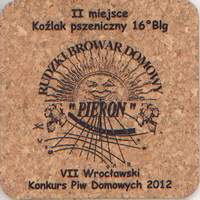 II miejsce
Koźlak pszeniczny 16°Blg
RUDZKI BROWAR DOMOWY
"PIERON"
VII Wrocławski
Konkurs Piw Domowych 2012